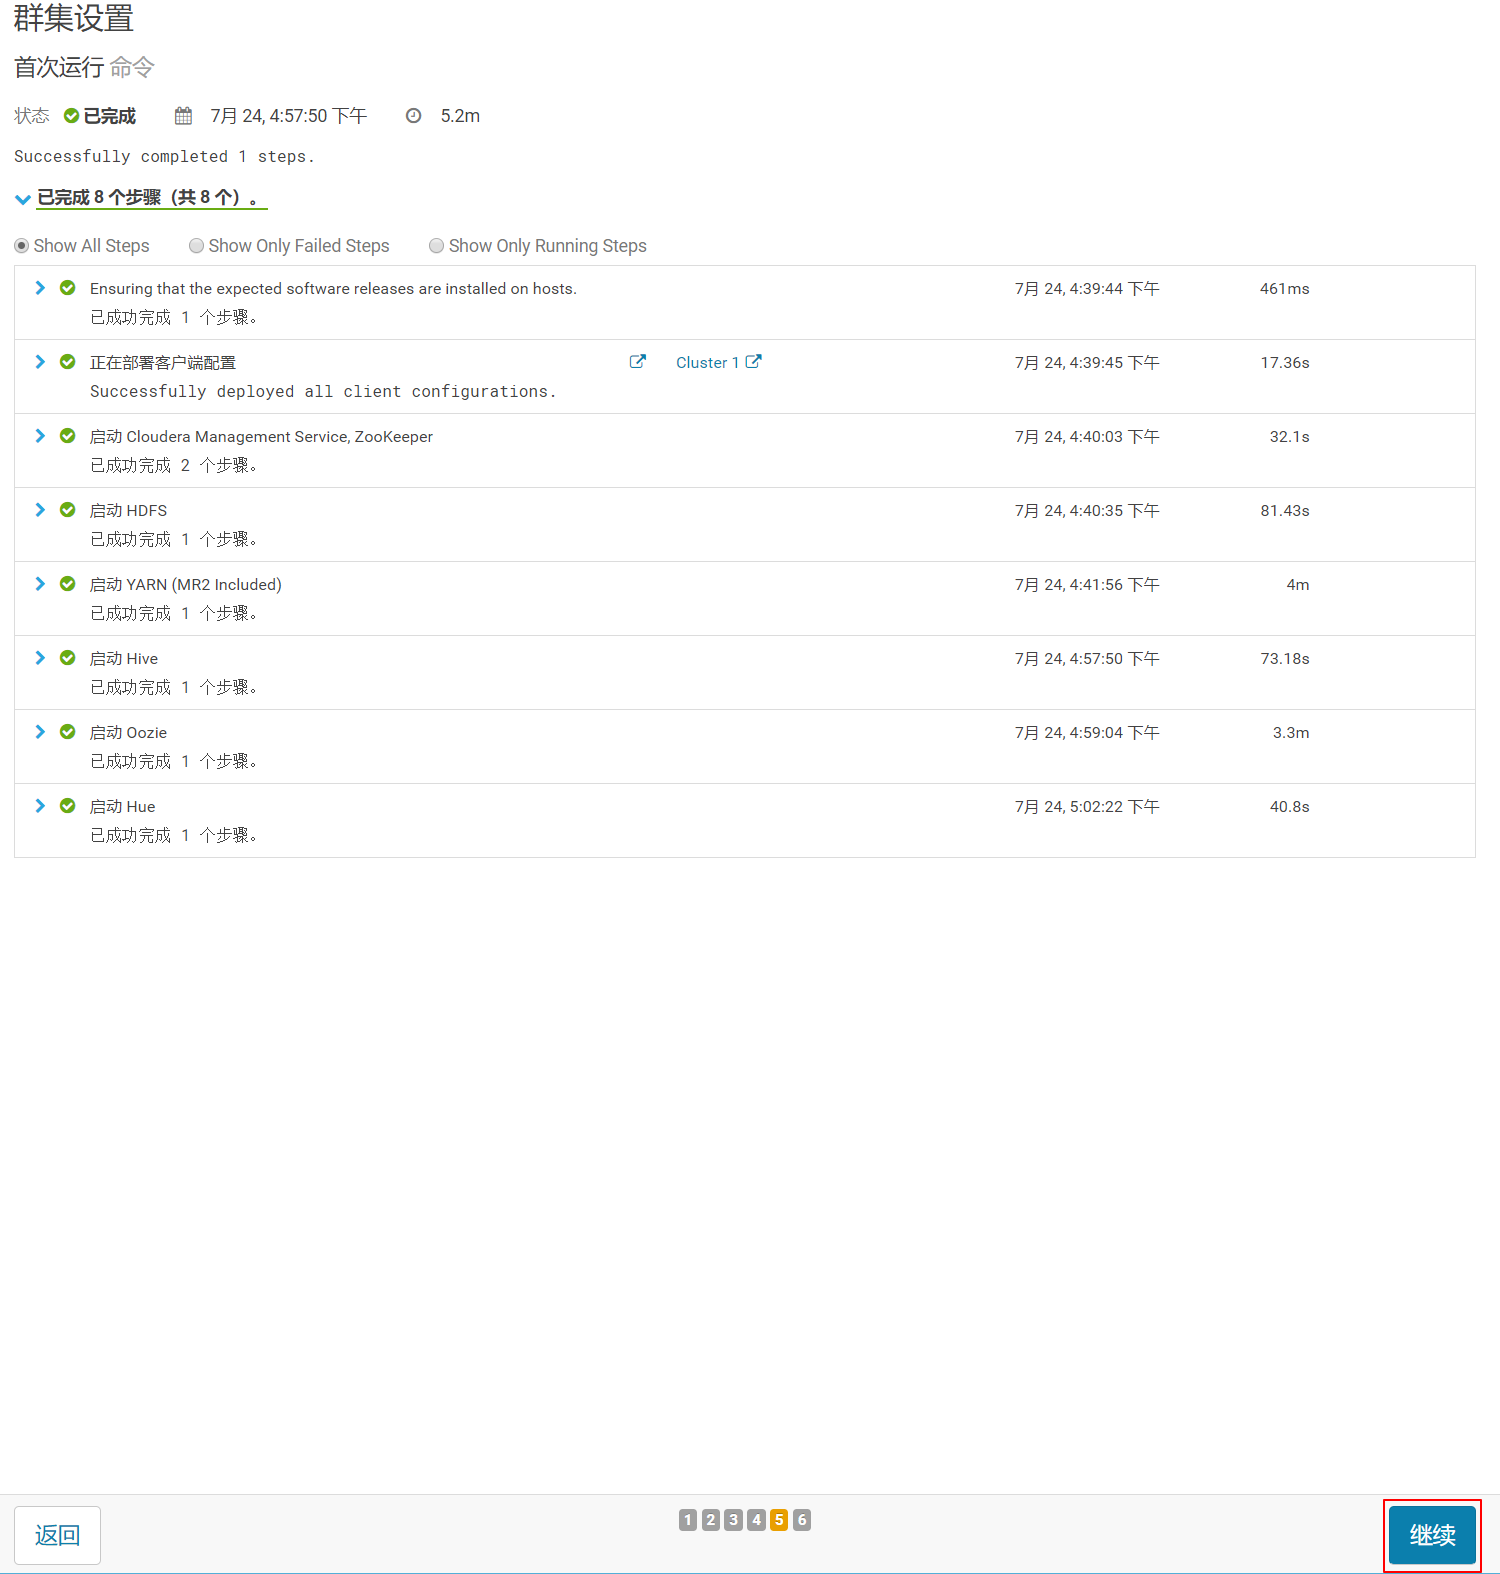 群集设置
首次运行 命令
状态 已完成 7月 24, 4:57:50 下午 5.2m
Successfully completed 1 steps.
已完成 8 个步骤（共 8 个）。
Show All Steps Show Only Failed Steps Show Only Running Steps
Ensuring that the expected software releases are installed on hosts. 7月 24, 4:39:44 下午 461ms
已成功完成 1 个步骤。
正在部署客户端配置 Cluster 1 7月 24, 4:39:45 下午 17.36s
Successfully deployed all client configurations.
启动 Cloudera Management Service, ZooKeeper 7月 24, 4:40:03 下午 32.1s
已成功完成 2 个步骤。
启动 HDFS 7月 24, 4:40:35 下午 81.43s
已成功完成 1 个步骤。
启动 YARN (MR2 Included) 7月 24, 4:41:56 下午 4m
已成功完成 1 个步骤。
启动 Hive 7月 24, 4:57:50 下午 73.18s
已成功完成 1 个步骤。
启动 Oozie 7月 24, 4:59:04 下午 3.3m
已成功完成 1 个步骤。
启动 Hue 7月 24, 5:02:22 下午 40.8s
已成功完成 1 个步骤。
返回 1 2 3 4 5 6 继续